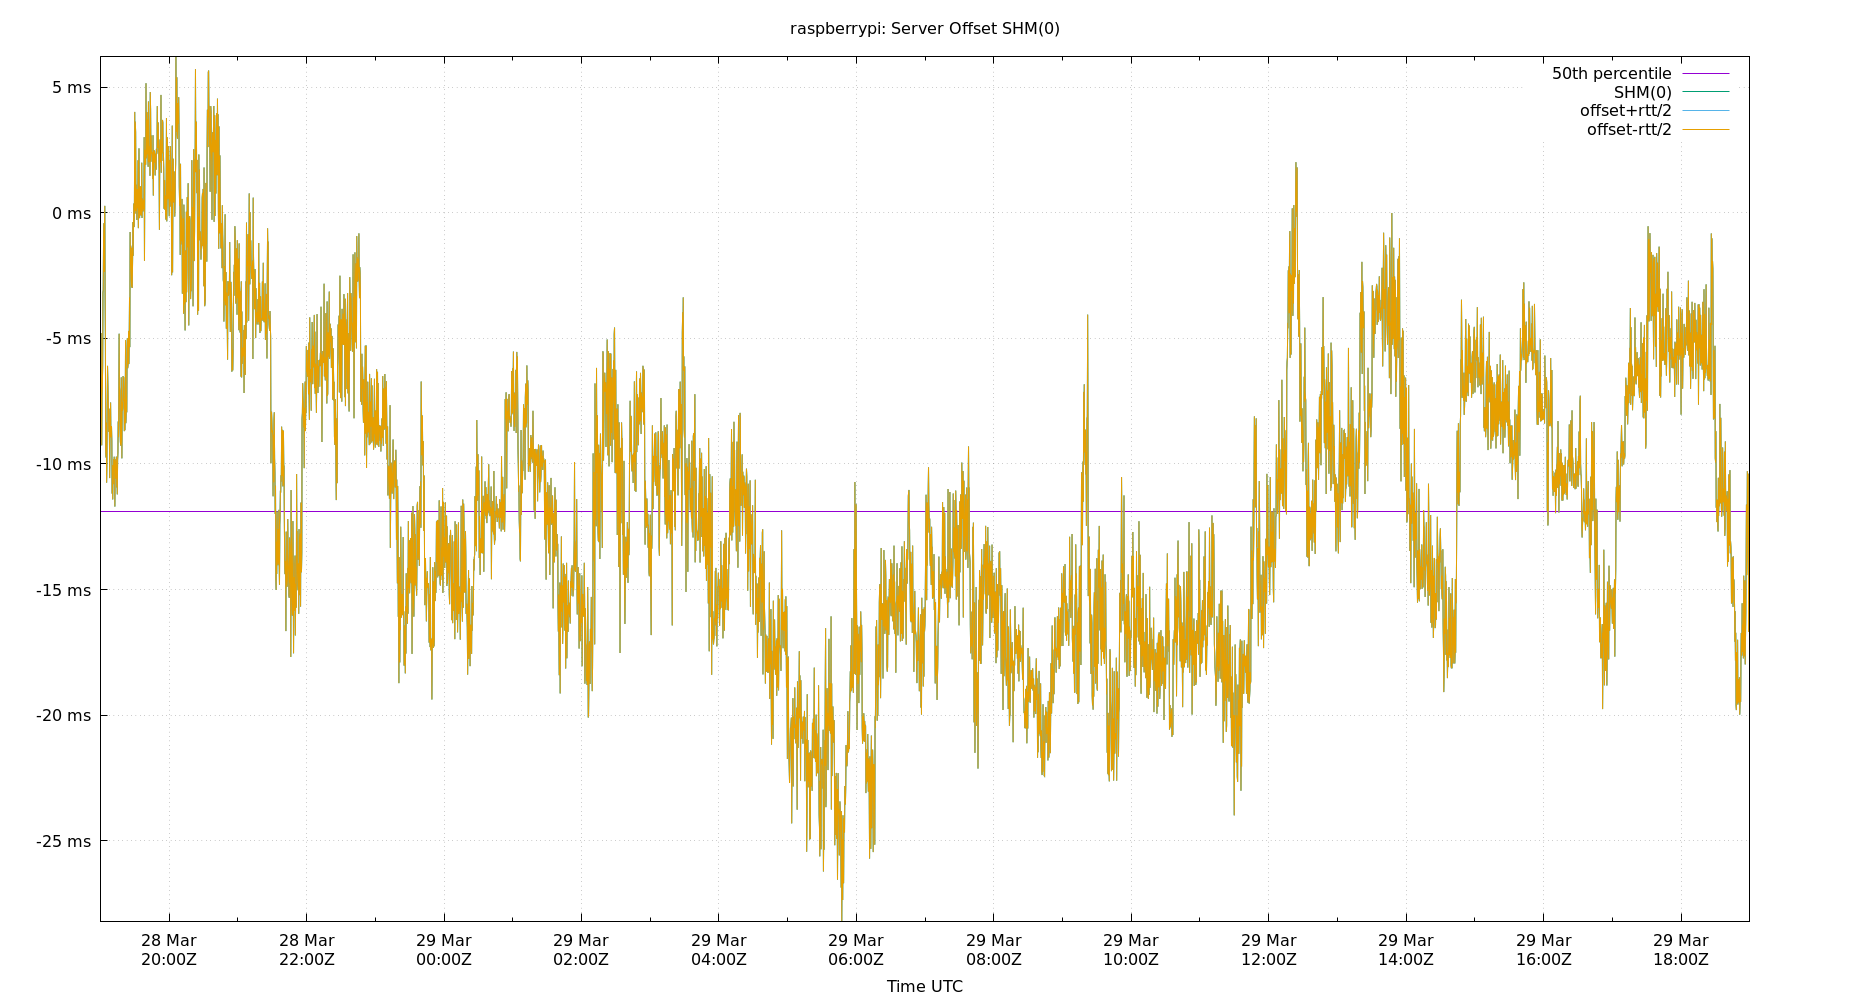 raspberrypi: Server Offset SHM(0)
50th percentile
SHM(0)
offset+rtt/2
offset-rtt/2
5 ms
0 ms
-5 ms
-10 ms
-15 ms
-20 ms
-25 ms
28 Mar 28 Mar 29 Mar 29 Mar 29 Mar 29 Mar 29 Mar 29 Mar 29 Mar 29 Mar 29 Mar 29 Mar
20:00Z 22:00Z 00:00Z 02:00Z 04:00Z 06:00Z 08:00Z 10:00Z 12:00Z 14:00Z 16:00Z 18:00Z
Time UTC